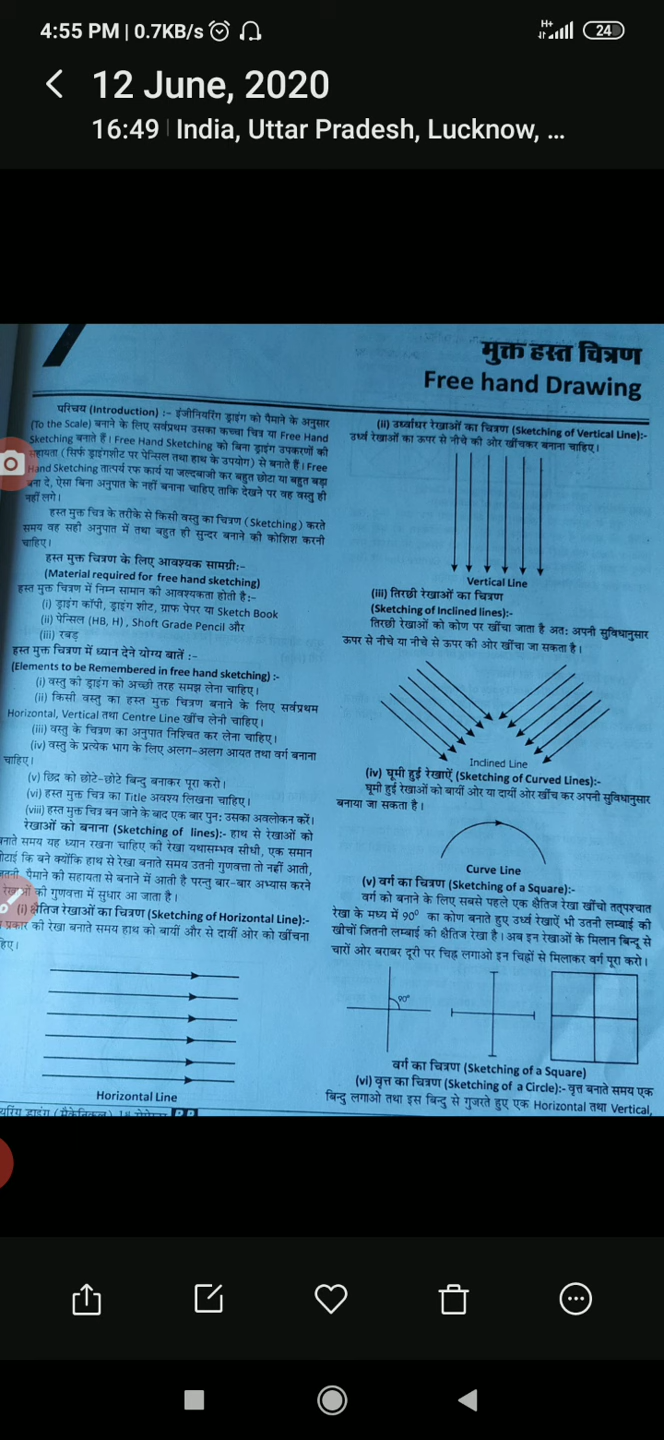 4:55 PM | 0.7KB/s
H+
24
12 June, 2020
16:49 | India, Uttar Pradesh, Lucknow, ...
7
मुक्त हस्त चित्रण
Free hand Drawing
परिचय (Introduction) :- इंजीनियरिंग ड्राइंग को पैमाने के अनुसार
(To the Scale) बनाने के लिए सर्वप्रथम उसका कच्चा चित्र या Free Hand
Sketching बनाते हैं। Free Hand Sketching को बिना ड्राइंग उपकरणों की
सहायता (सिर्फ ड्राइंगशीट पर पेन्सिल तथा हाथ के उपयोग) से बनाते हैं। Free
Hand Sketching तात्पर्य रफ कार्य या जल्दबाजी कर बहुत छोटा या बहुत बड़ा
बना दे, ऐसा बिना अनुपात के नहीं बनाना चाहिए ताकि देखने पर वह वस्तु ही
नहीं लगे।
हस्त मुक्त चित्र के तरीके से किसी वस्तु का चित्रण (Sketching) करते
समय वह सही अनुपात में तथा बहुत ही सुन्दर बनाने की कोशिश करनी
चाहिए।
हस्त मुक्त चित्रण के लिए आवश्यक सामग्री:-
(Material required for free hand sketching)
हस्त मुक्त चित्रण में निम्न सामान की आवश्यकता होती है:-
(i) ड्राइंग कॉपी, ड्राइंग शीट, ग्राफ पेपर या Sketch Book
(ii) पेन्सिल (HB, H) , Shoft Grade Pencil और
(iii) रबड़
हस्त मुक्त चित्रण में ध्यान देने योग्य बातें :-
(Elements to be Remembered in free hand sketching) :-
(i) वस्तु को ड्राइंग को अच्छी तरह समझ लेना चाहिए।
(ii) किसी वस्तु का हस्त मुक्त चित्रण बनाने के लिए सर्वप्रथम
Horizontal, Vertical तथा Centre Line खींच लेनी चाहिए।
(iii) वस्तु के चित्रण का अनुपात निश्चित कर लेना चाहिए।
(iv) वस्तु के प्रत्येक भाग के लिए अलग-अलग आयत तथा वर्ग बनाना
चाहिए।
(v) छिद्र को छोटे-छोटे बिन्दु बनाकर पूरा करो।
(vi) हस्त मुक्त चित्र का Title अवश्य लिखना चाहिए।
(viii) हस्त मुक्त चित्र बन जाने के बाद एक बार पुन: उसका अवलोकन करें।
रेखाओं को बनाना (Sketching of lines):- हाथ से रेखाओं को
बनाते समय यह ध्यान रखना चाहिए की रेखा यथासम्भव सीधी, एक समान
मोटाई कि बने क्योंकि हाथ से रेखा बनाते समय उतनी गुणवत्ता तो नहीं आती,
जितनी पैमाने की सहायता से बनाने में आती है परन्तु बार-बार अभ्यास करने
की गुणवत्ता में सुधार आ जाता है।
(i) क्षैतिज रेखाओं का चित्रण (Sketching of Horizontal Line):-
प्रकार की रेखा बनाते समय हाथ को बायीं और से दायीं ओर को खींचना
Horizontal Line
ड्राइंग (मैकेनिकल)
(ii) उर्ध्वाधर रेखाओं का चित्रण (Sketching of Vertical Line):-
उर्ध्व रेखाओं का ऊपर से नीचे की ओर खींचकर बनाना चाहिए।
Vertical Line
(iii) तिरछी रेखाओं का चित्रण
(Sketching of Inclined lines):-
तिरछी रेखाओं को कोण पर खींचा जाता है अत: अपनी सुविधानुसार
ऊपर से नीचे या नीचे से ऊपर की ओर खींचा जा सकता है।
Inclined Line
(iv) घूमी हुई रेखाऐं (Sketching of Curved Lines):-
घूमी हुई रेखाओं को बायीं ओर या दायीं ओर खींच कर अपनी सुविधानुसार
बनाया जा सकता है।
Curve Line
(v) वर्ग का चित्रण (Sketching of a Square):-
वर्ग को बनाने के लिए सबसे पहले एक क्षैतिज रेखा खींचो ततृपश्चात
रेखा के मध्य में 90⁰ का कोण बनाते हुए उर्ध्व रेखाऐं भी उतनी लम्बाई की
खींचों जितनी लम्बाई की क्षैतिज रेखा है। अब इन रेखाओं के मिलान बिन्दू से
चारों ओर बराबर दूरी पर चिह्न लगाओ इन चिह्नों से मिलाकर वर्ग पूरा करो।
90°
वर्ग का चित्रण (Sketching of a Square)
(vi) वृत्त का चित्रण (Sketching of a Circle):- वृत्त बनाते समय एक
बिन्दु लगाओ तथा इस बिन्दु से गुजरते हुए एक Horizontal तथा Vertical,